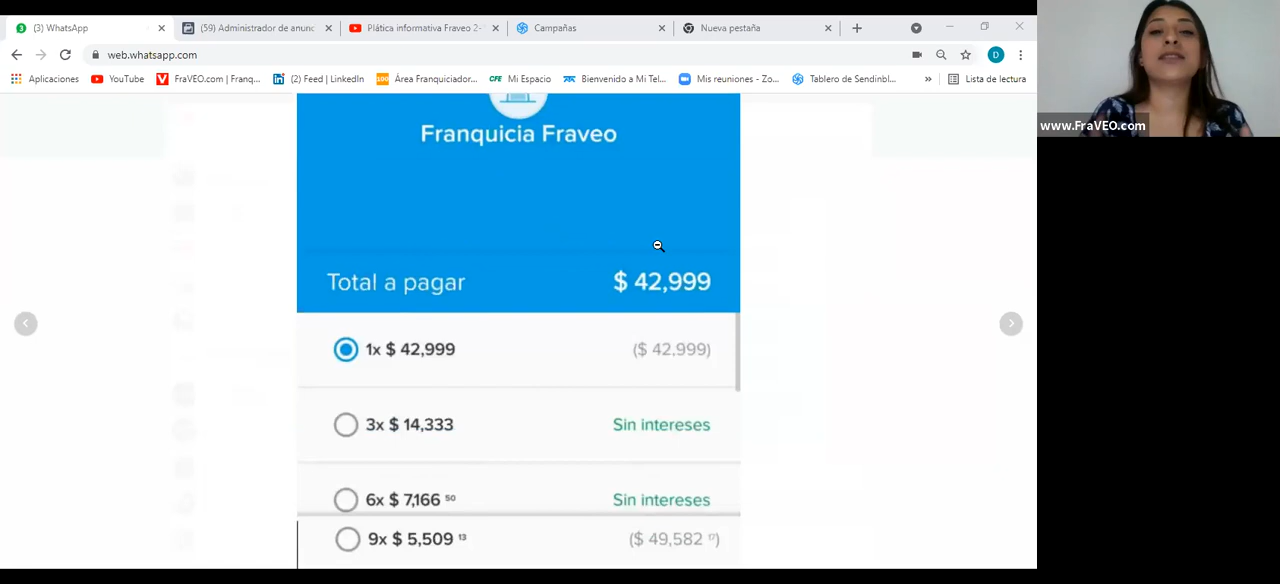 (3) WhatsApp
(59) Administrador de anunc
Plática informativa Fraveo 2-
Campañas
Nueva pestaña
web.whatsapp.com
D
Aplicaciones
YouTube
FraVEO.com | Franq...
(2) Feed | LinkedIn
Área Franquiciador...
CFE Mi Espacio
Bienvenido a Mi Tel...
Mis reuniones - Zo...
Tablero de Sendinbl...
»
Lista de lectura
www.FraVEO.com
Franquicia Fraveo
Total a pagar $ 42,999
1x $ 42,999 ($ 42,999)
3x $ 14,333 Sin intereses
6x $ 7,166 50 Sin intereses
9x $ 5,509 13 ($ 49,582 17)